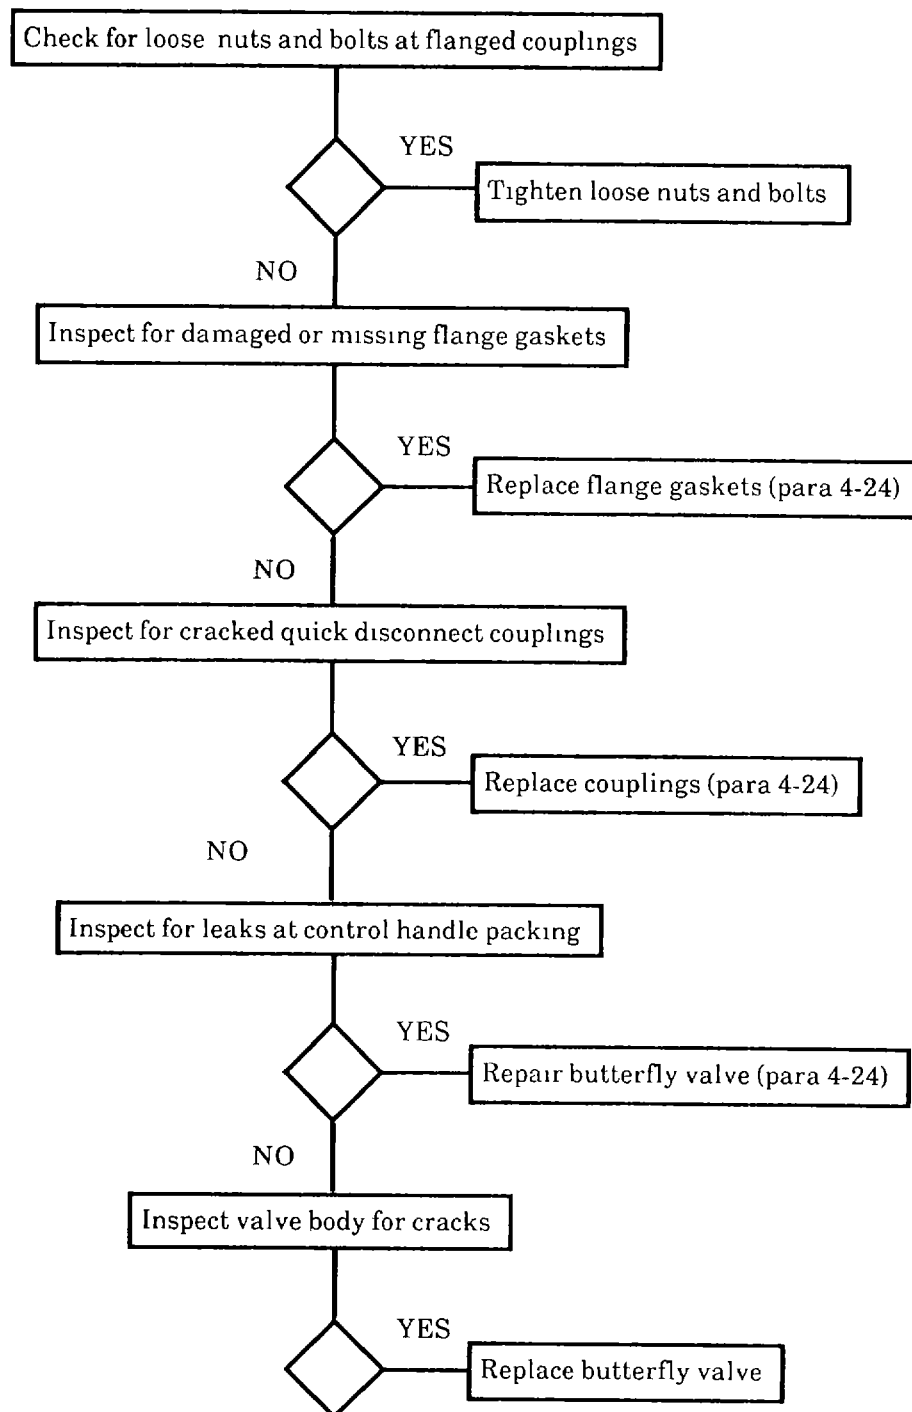 Check for loose nuts and bolts at flanged couplings
YES
Tighten loose nuts and bolts
NO
Inspect for damaged or missing flange gaskets
YES
Replace flange gaskets (para 4-24)
NO
Inspect for cracked quick disconnect couplings
YES
Replace couplings (para 4-24)
NO
Inspect for leaks at control handle packing
YES
Repair butterfly valve (para 4-24)
NO
Inspect valve body for cracks
YES
Replace butterfly valve